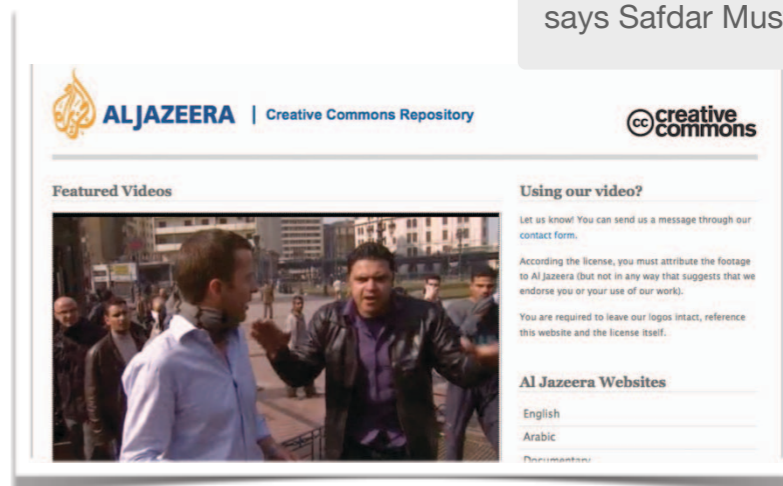 says Safdar Mus
ALJAZEERA | Creative Commons Repository
cc creative commons
Featured Videos
Using our video?
Let us know! You can send us a message through our
contact form.
According the license, you must attribute the footage
to Al Jazeera (but not in any way that suggests that we
endorse you or your use of our work).
You are required to leave our logos intact, reference
this website and the license itself.
Al Jazeera Websites
English
Arabic
Documentary